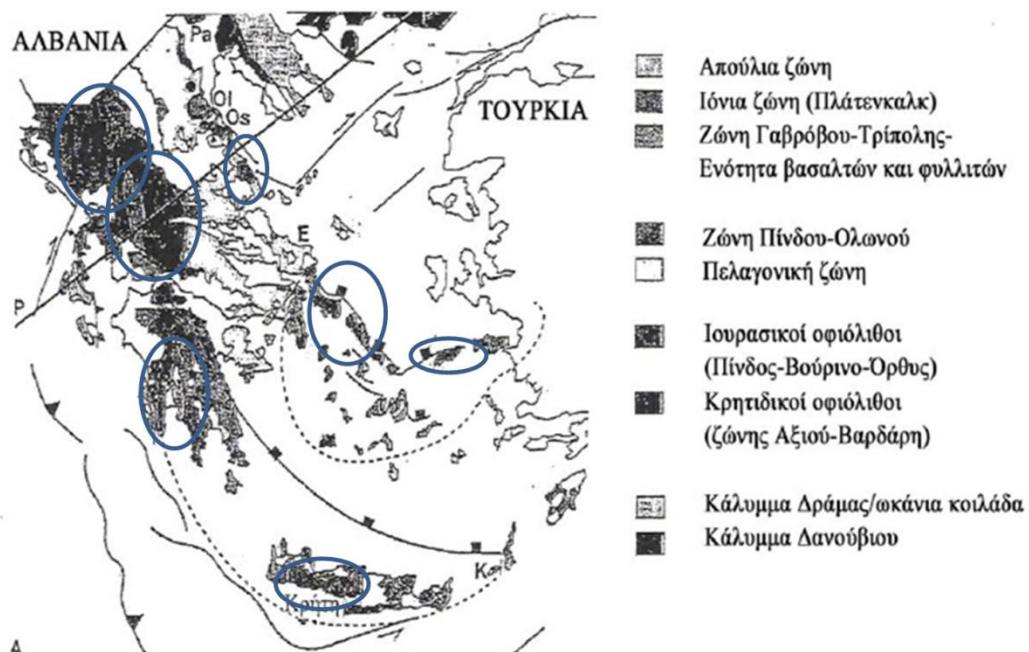 ΑΛΒΑΝΙΑ
Pa
Ol
Os
ΤΟΥΡΚΙΑ
E
P
K
Κρήτη
A
Απούλια ζώνη
Ιόνια ζώνη (Πλάτενκαλκ)
Ζώνη Γαβρόβου-Τρίπολης-
Ενότητα βασαλτών και φυλλιτών
Ζώνη Πίνδου-Ολωνού
Πελαγονική ζώνη
Ιουρασικοί οφιόλιθοι
(Πίνδος-Βούρινο-Όρθυς)
Κρητιδικοί οφιόλιθοι
(ζώνης Αξιού-Βαρδάρη)
Κάλυμμα Δράμας/ωκάνια κοιλάδα
Κάλυμμα Δανούβιου